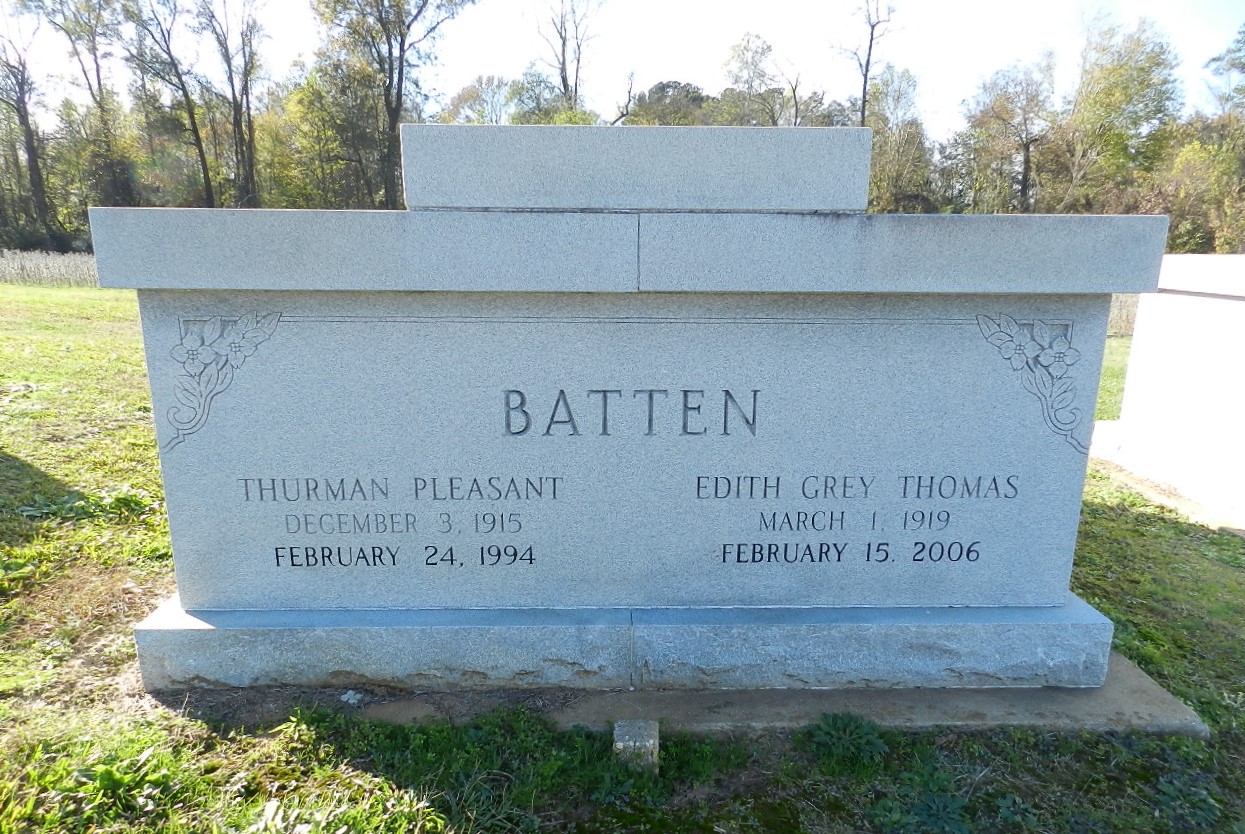 BATTEN
THURMAN PLEASANT
DECEMBER 3, 1915
FEBRUARY 24, 1994
EDITH GREY THOMAS
MARCH 1, 1919
FEBRUARY 15, 2006